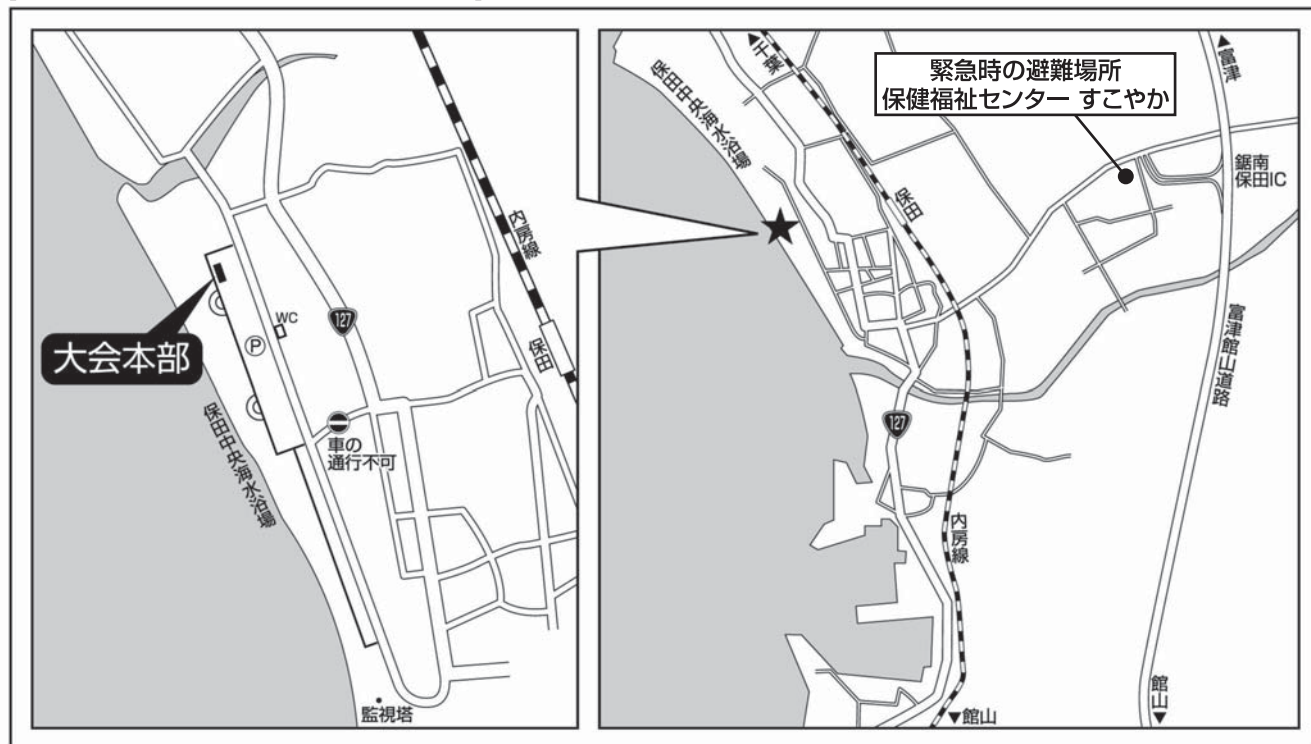 内房線
127
WC
P
大会本部
保田
車の
通行不可
保田中央海水浴場
監視塔
▲千葉
保田中央海水浴場
緊急時の避難場所
保健福祉センター すこやか
▲富津
保田
鋸南
保田IC
富津館山道路
127
内房線
▼館山
館山▼